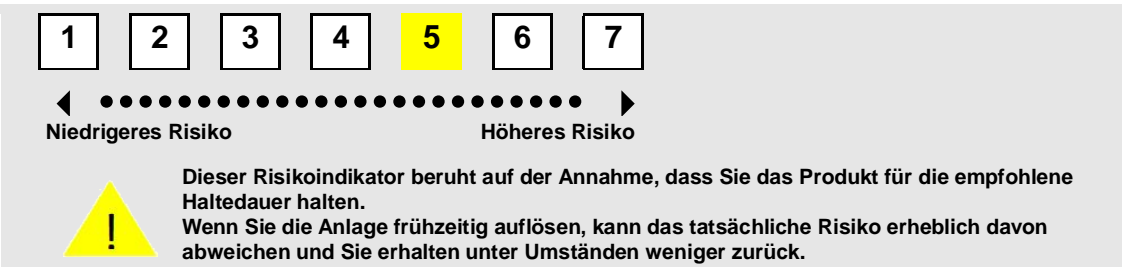 1 2 3 4 5 6 7
Niedrigeres Risiko Höheres Risiko
Dieser Risikoindikator beruht auf der Annahme, dass Sie das Produkt für die empfohlene
Haltedauer halten.
Wenn Sie die Anlage frühzeitig auflösen, kann das tatsächliche Risiko erheblich davon
abweichen und Sie erhalten unter Umständen weniger zurück.
!